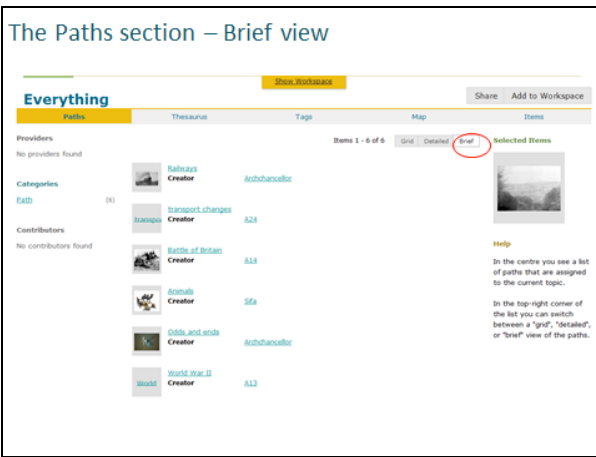 The Paths section – Brief view
Show Workspace
Everything
Share Add to Workspace
Paths Thesaurus Tags Map Items
Providers
No providers found
Categories
Path (6)
Contributors
No contributors found
Items 1 - 6 of 6 Grid Detailed Brief
Railways
Creator Archchancellor
transport changes
Transpo Creator A24
Battle of Britain
Creator A14
Animals
Creator Sifa
Odds and ends
Creator Archchancellor
World War II
World Creator A13
Selected Items
Help
In the centre you see a list
of paths that are assigned
to the current topic.
In the top-right corner of
the list you can switch
between a "grid", "detailed",
or "brief" view of the paths.